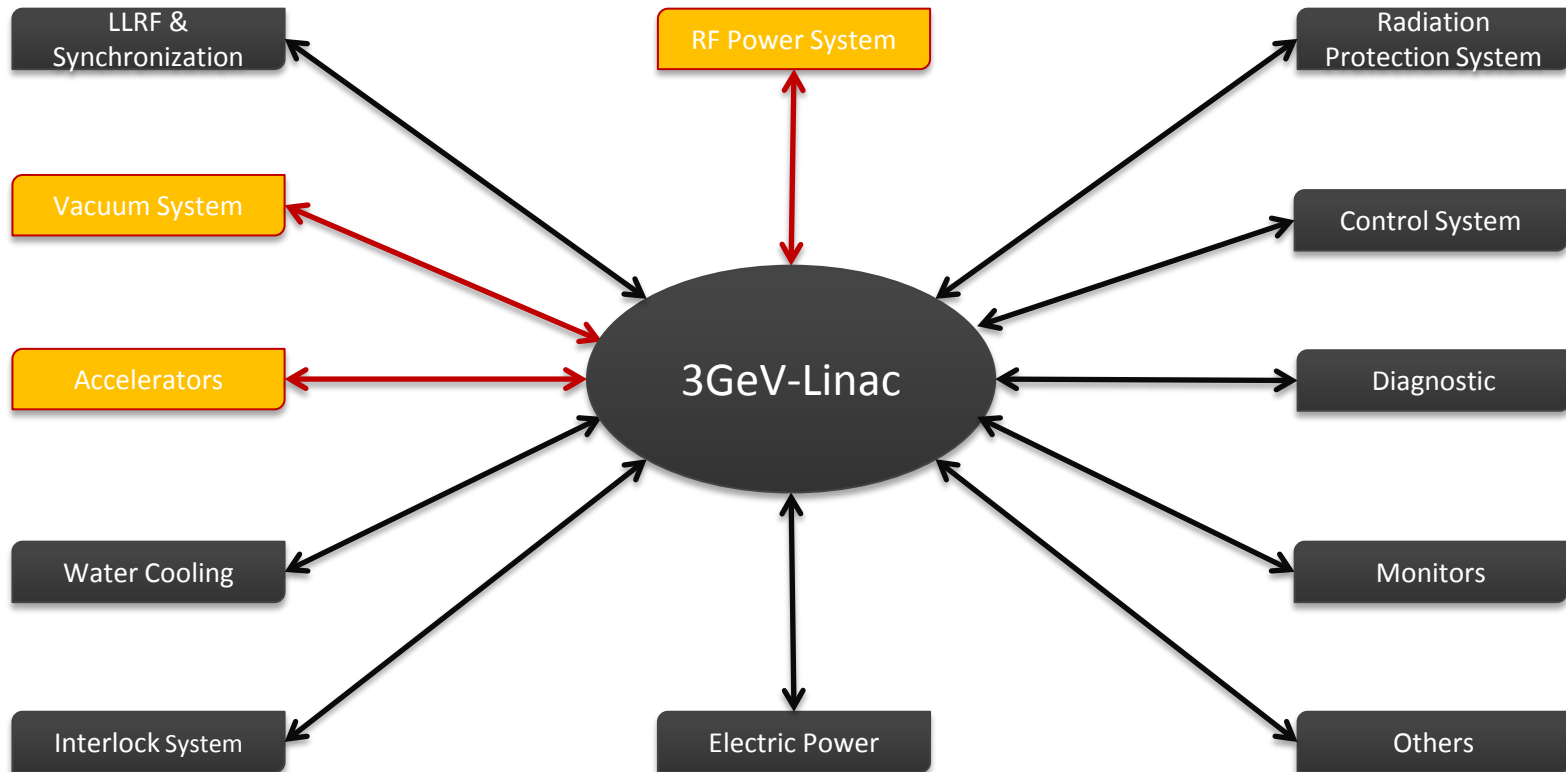 LLRF &
Synchronization
RF Power System
Radiation
Protection System
Vacuum System
Control System
Accelerators
3GeV-Linac
Diagnostic
Water Cooling
Monitors
Interlock System
Electric Power
Others